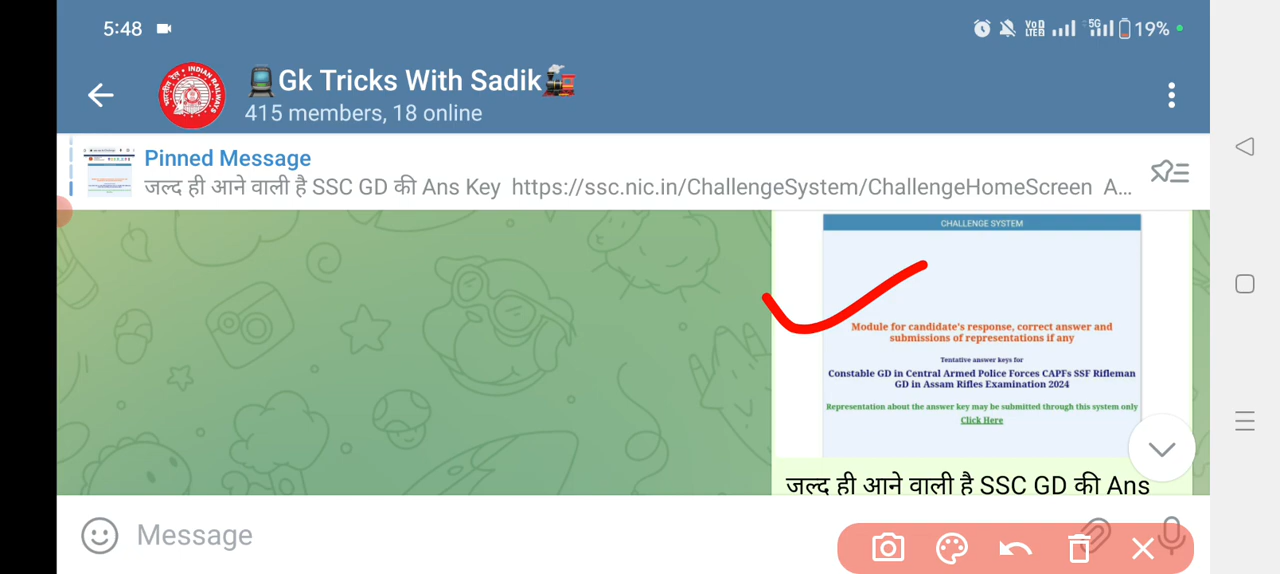 5:48
VoD LTE 5G 19%
Gk Tricks With Sadik
415 members, 18 online
Pinned Message
जल्द ही आने वाली है SSC GD की Ans Key https://ssc.nic.in/ChallengeSystem/ChallengeHomeScreen A...
CHALLENGE SYSTEM
Module for candidate's response, correct answer and
submissions of representations if any
Tentative answer keys for
Constable GD in Central Armed Police Forces CAPFs SSF Rifleman
GD in Assam Rifles Examination 2024
Representation about the answer key may be submitted through this system only
Click Here
जल्द ही आने वाली है SSC GD की Ans
Message